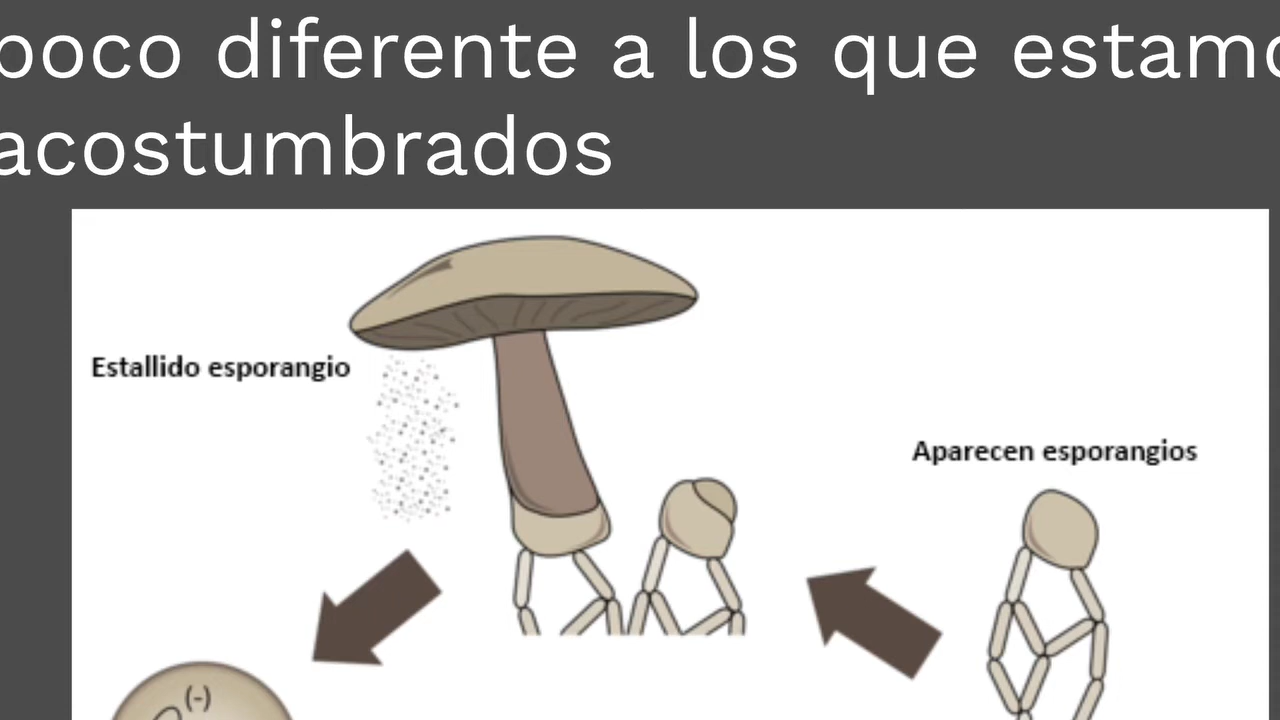 poco diferente a los que estamo
acostumbrados
Estallido esporangio
Aparecen esporangios
(-)